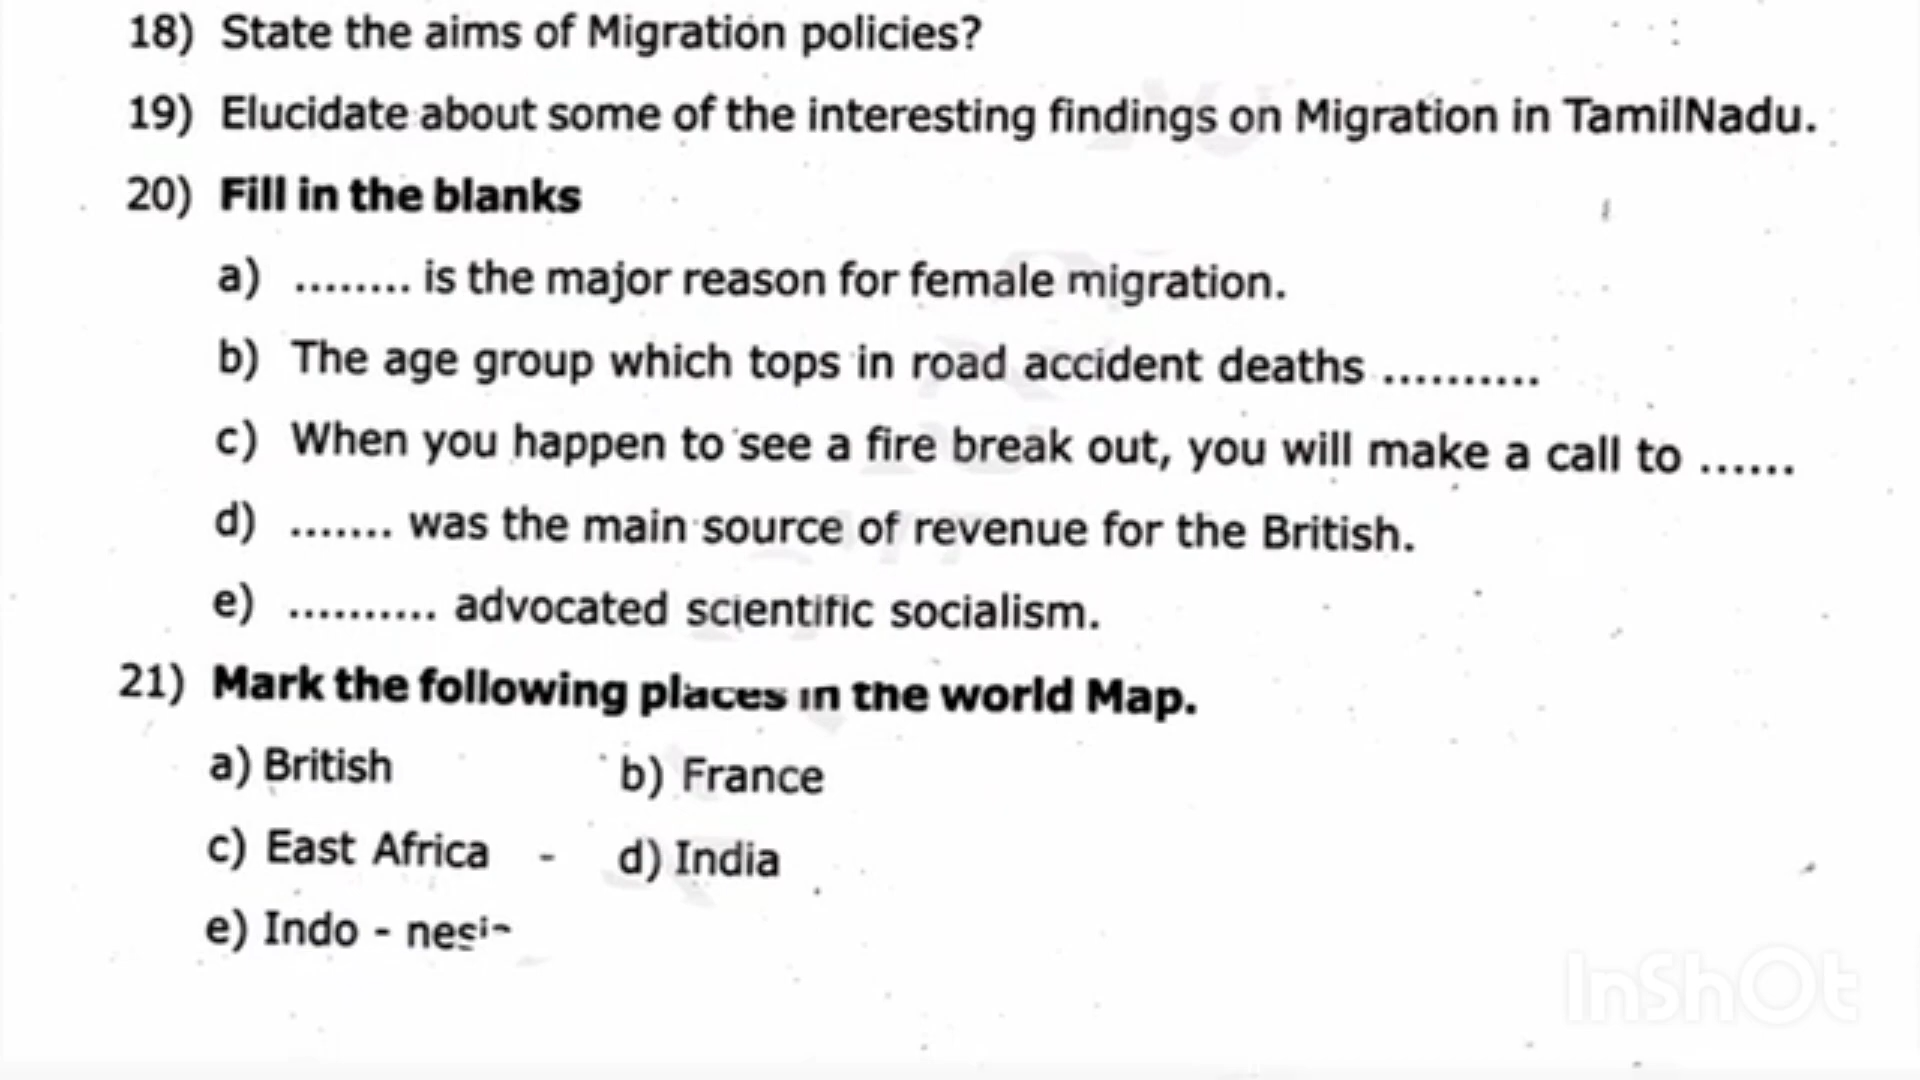 18) State the aims of Migration policies?
19) Elucidate about some of the interesting findings on Migration in TamilNadu.
20) Fill in the blanks
a) ........ is the major reason for female migration.
b) The age group which tops in road accident deaths ..........
c) When you happen to see a fire break out, you will make a call to ......
d) ....... was the main source of revenue for the British.
e) .......... advocated scientific socialism.
21) Mark the following places in the world Map.
a) British b) France
c) East Africa - d) India
e) Indo - nesia
InShOt